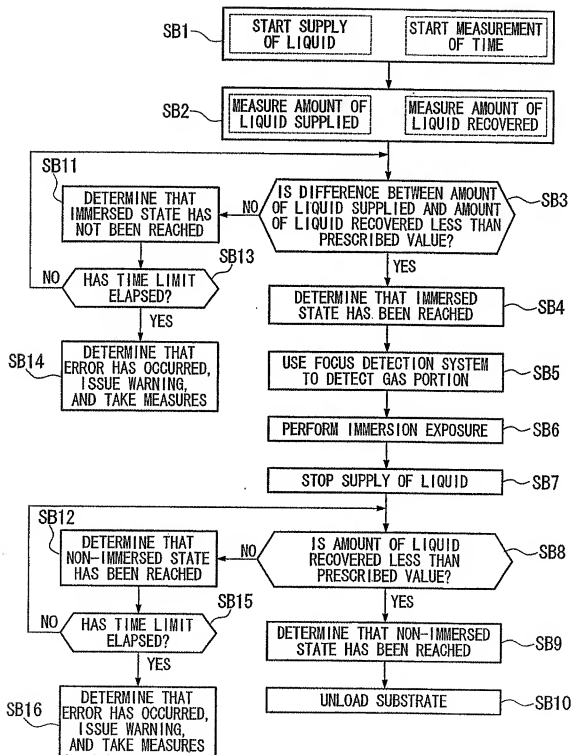 SB1
START SUPPLY
OF LIQUID
START MEASUREMENT
OF TIME
SB2
MEASURE AMOUNT OF
LIQUID SUPPLIED
MEASURE AMOUNT OF
LIQUID RECOVERED
SB11
DETERMINE THAT
IMMERSED STATE HAS
NOT BEEN REACHED
NO
IS DIFFERENCE BETWEEN AMOUNT
OF LIQUID SUPPLIED AND AMOUNT
OF LIQUID RECOVERED LESS THAN
PRESCRIBED VALUE?
SB3
SB13
NO
HAS TIME LIMIT
ELAPSED?
YES
YES
DETERMINE THAT IMMERSED
STATE HAS BEEN REACHED
SB4
SB14
DETERMINE THAT
ERROR HAS OCCURRED,
ISSUE WARNING,
AND TAKE MEASURES
USE FOCUS DETECTION SYSTEM
TO DETECT GAS PORTION
SB5
PERFORM IMMERSION EXPOSURE
SB6
STOP SUPPLY OF LIQUID
SB7
SB12
DETERMINE THAT
NON-IMMERSED STATE
HAS BEEN REACHED
NO
IS AMOUNT OF LIQUID
RECOVERED LESS THAN
PRESCRIBED VALUE?
SB8
SB15
NO
HAS TIME LIMIT
ELAPSED?
YES
YES
DETERMINE THAT NON-IMMERSED
STATE HAS BEEN REACHED
SB9
SB16
DETERMINE THAT
ERROR HAS OCCURRED,
ISSUE WARNING,
AND TAKE MEASURES
UNLOAD SUBSTRATE
SB10